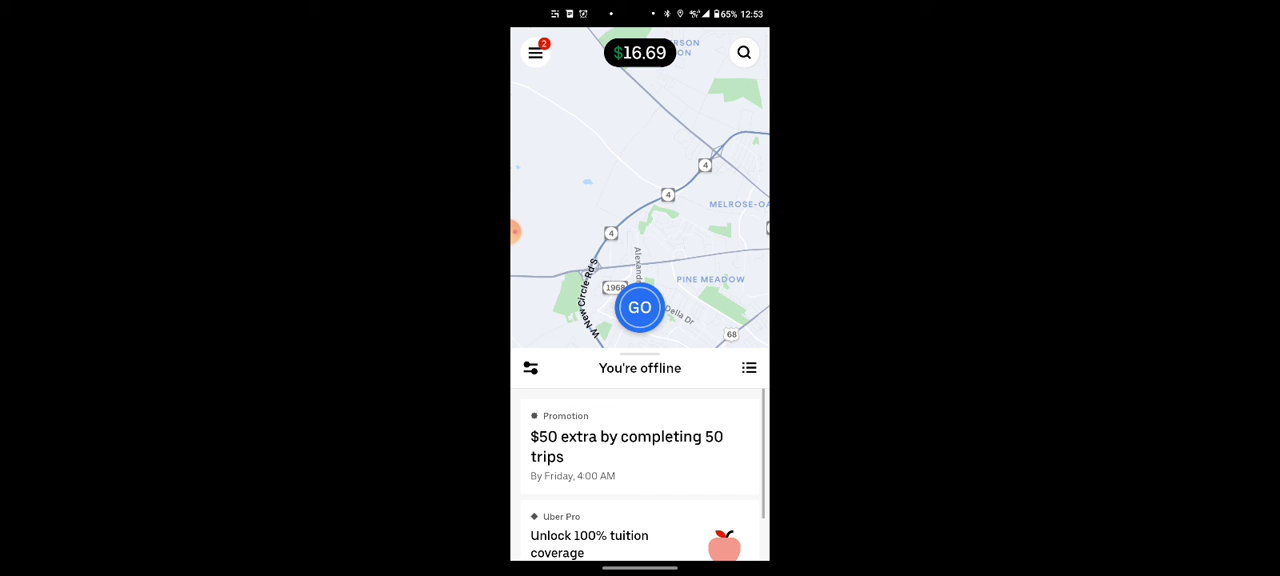 65% 12:53
2
$16.69
4
4
MELROSE-OA
4
PINE MEADOW
W New Circle Rd S
1968
GO
Della Dr
68
You're offline
Promotion
$50 extra by completing 50
trips
By Friday, 4:00 AM
Uber Pro
Unlock 100% tuition
coverage